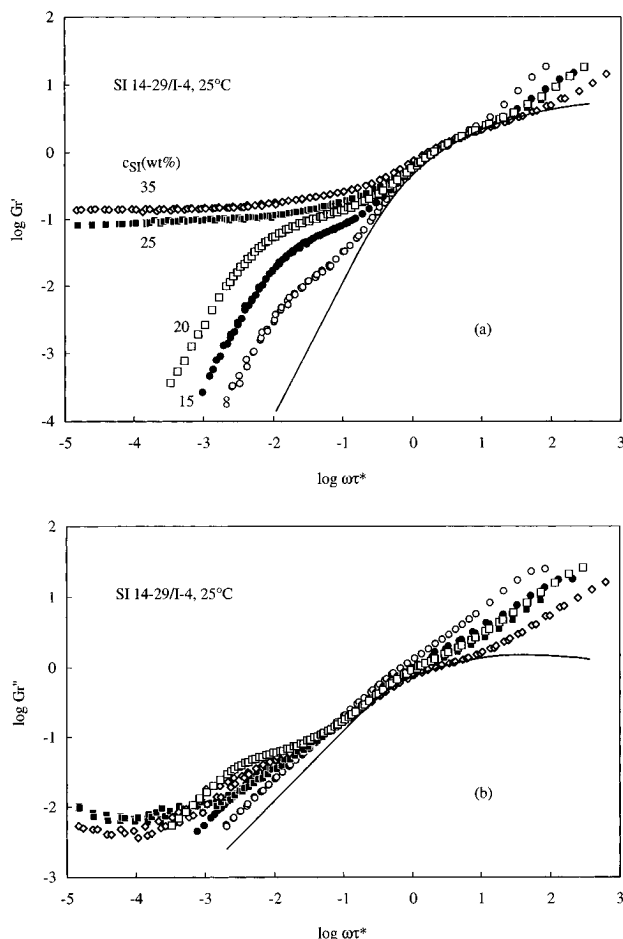 2
SI 14-29/I-4, 25°C
1
c_SI(wt%)
0
35
log Gr'
-1
25
-2
20
(a)
-3
15
8
-4
-5 -4 -3 -2 -1 0 1 2 3
log ωτ*
2
SI 14-29/I-4, 25°C
1
0
log Gr"
-1
-2
(b)
-3
-5 -4 -3 -2 -1 0 1 2 3
log ωτ*